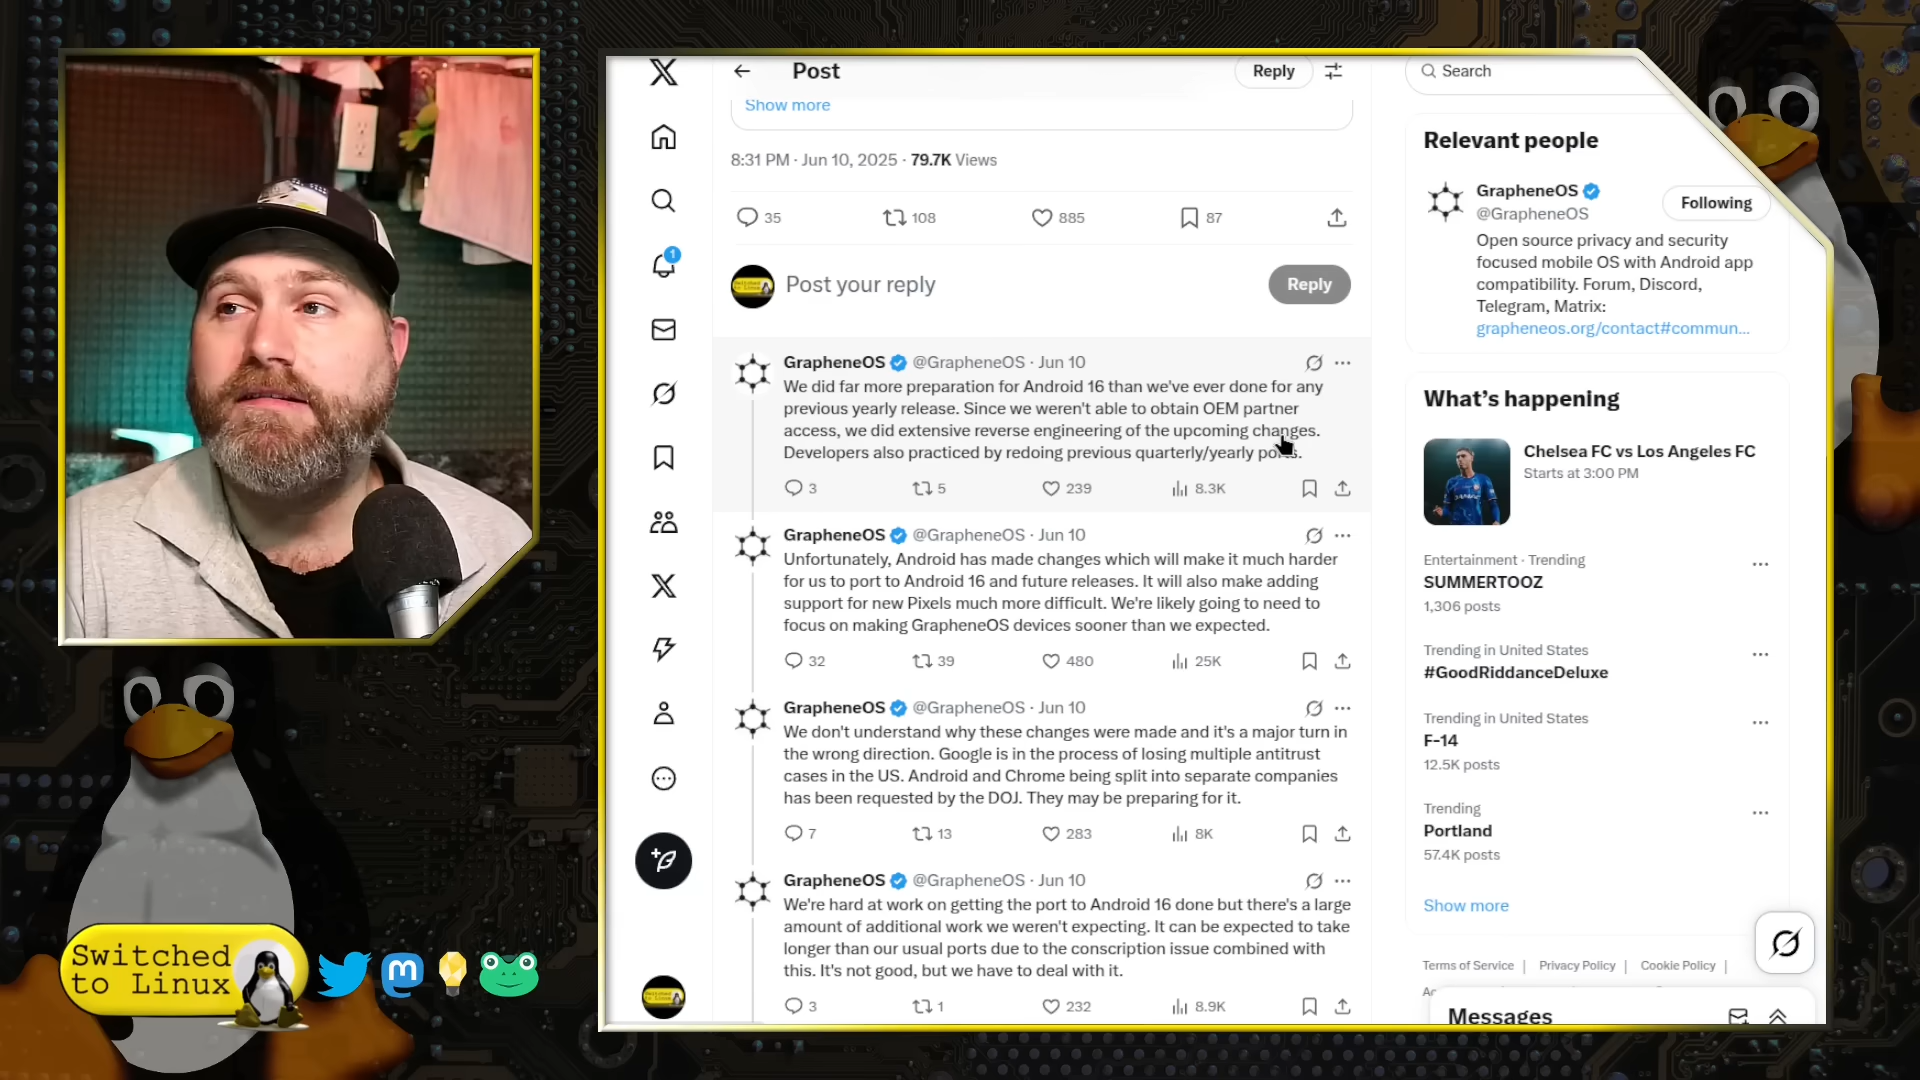 Post
Reply
Search
Show more
8:31 PM · Jun 10, 2025 · 79.7K Views
35
108
885
87
Post your reply
Reply
GrapheneOS @GrapheneOS · Jun 10
We did far more preparation for Android 16 than we've ever done for any
previous yearly release. Since we weren't able to obtain OEM partner
access, we did extensive reverse engineering of the upcoming changes.
Developers also practiced by redoing previous quarterly/yearly ports.
3
5
239
8.3K
GrapheneOS @GrapheneOS · Jun 10
Unfortunately, Android has made changes which will make it much harder
for us to port to Android 16 and future releases. It will also make adding
support for new Pixels much more difficult. We're likely going to need to
focus on making GrapheneOS devices sooner than we expected.
32
39
480
25K
GrapheneOS @GrapheneOS · Jun 10
We don't understand why these changes were made and it's a major turn in
the wrong direction. Google is in the process of losing multiple antitrust
cases in the US. Android and Chrome being split into separate companies
has been requested by the DOJ. They may be preparing for it.
7
13
283
8K
GrapheneOS @GrapheneOS · Jun 10
We're hard at work on getting the port to Android 16 done but there's a large
amount of additional work we weren't expecting. It can be expected to take
longer than our usual ports due to the conscription issue combined with
this. It's not good, but we have to deal with it.
3
1
232
8.9K
1
Relevant people
GrapheneOS
@GrapheneOS
Following
Open source privacy and security
focused mobile OS with Android app
compatibility. Forum, Discord,
Telegram, Matrix:
grapheneos.org/contact#commun...
What's happening
Chelsea FC vs Los Angeles FC
Starts at 3:00 PM
Entertainment · Trending
SUMMERTOOZ
1,306 posts
Trending in United States
#GoodRiddanceDeluxe
Trending in United States
F-14
12.5K posts
Trending
Portland
57.4K posts
Show more
Terms of Service | Privacy Policy | Cookie Policy |
Messages
Switched
to Linux